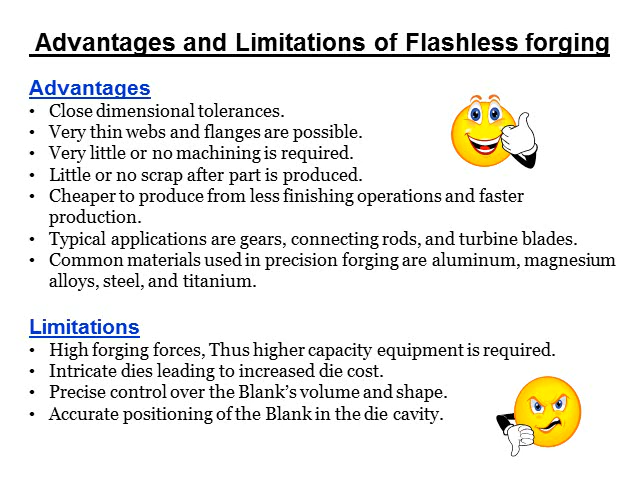 Advantages and Limitations of Flashless forging
Advantages
• Close dimensional tolerances.
• Very thin webs and flanges are possible.
• Very little or no machining is required.
• Little or no scrap after part is produced.
• Cheaper to produce from less finishing operations and faster
production.
• Typical applications are gears, connecting rods, and turbine blades.
• Common materials used in precision forging are aluminum, magnesium
alloys, steel, and titanium.
Limitations
• High forging forces, Thus higher capacity equipment is required.
• Intricate dies leading to increased die cost.
• Precise control over the Blank’s volume and shape.
• Accurate positioning of the Blank in the die cavity.